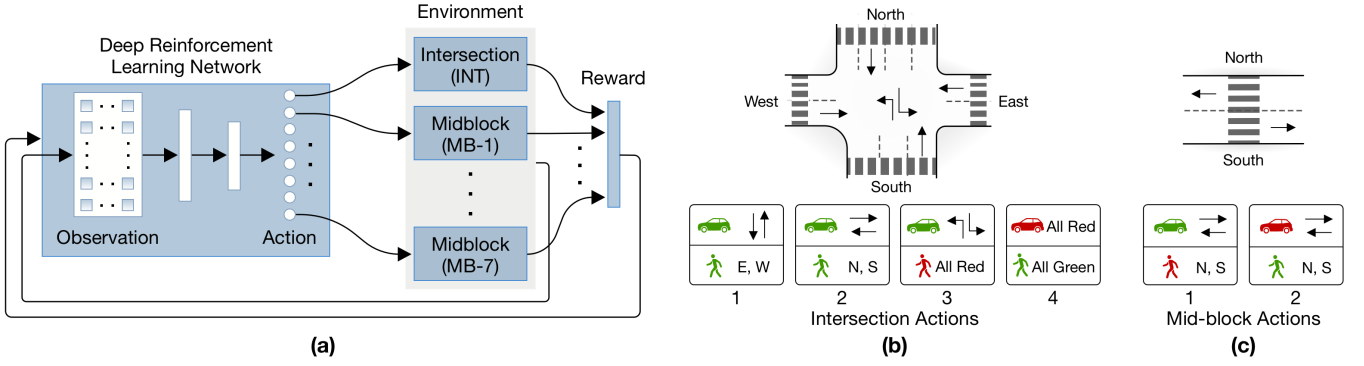 Deep Reinforcement
Learning Network
Observation
Action
Environment
Intersection
(INT)
Midblock
(MB-1)
Midblock
(MB-7)
Reward
(a)
North
West
East
South
E, W
1
N, S
2
All Red
3
All Red
All Green
4
Intersection Actions
(b)
North
South
N, S
1
N, S
2
Mid-block Actions
(c)